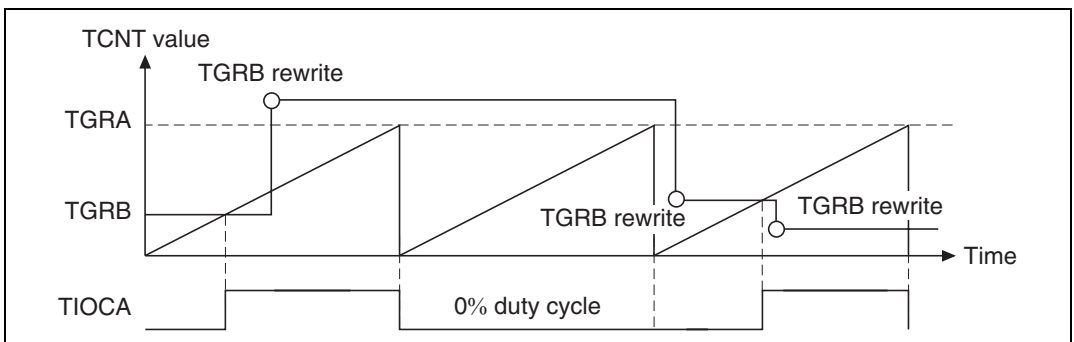 TCNT value
TGRB rewrite
TGRA
TGRB
TGRB rewrite
TGRB rewrite
Time
TIOCA
0% duty cycle